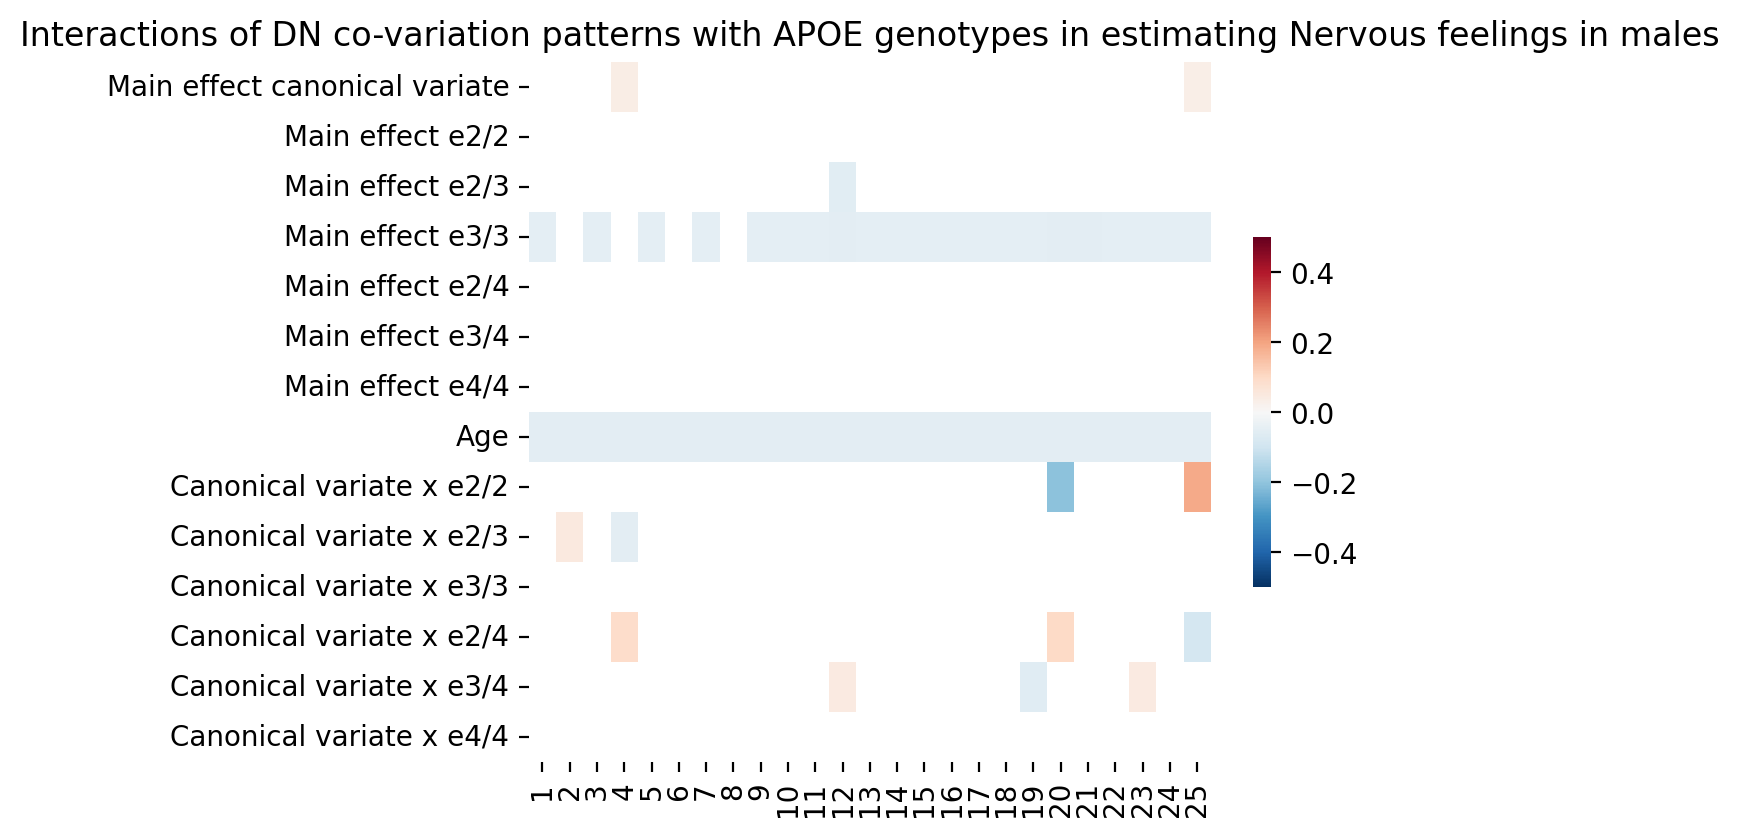 Interactions of DN co-variation patterns with APOE genotypes in estimating Nervous feelings in males
Main effect canonical variate
Main effect e2/2
Main effect e2/3
Main effect e3/3
Main effect e2/4
Main effect e3/4
Main effect e4/4
Age
Canonical variate x e2/2
Canonical variate x e2/3
Canonical variate x e3/3
Canonical variate x e2/4
Canonical variate x e3/4
Canonical variate x e4/4
1 2 3 4 5 6 7 8 9 10 11 12 13 14 15 16 17 18 19 20 21 22 23 24 25
0.4
0.2
0.0
−0.2
−0.4